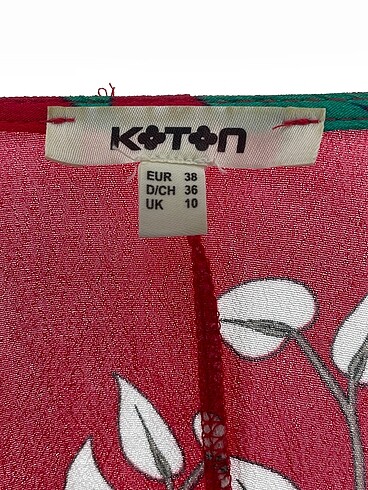 KOTON
EUR 38
D/CH 36
UK 10